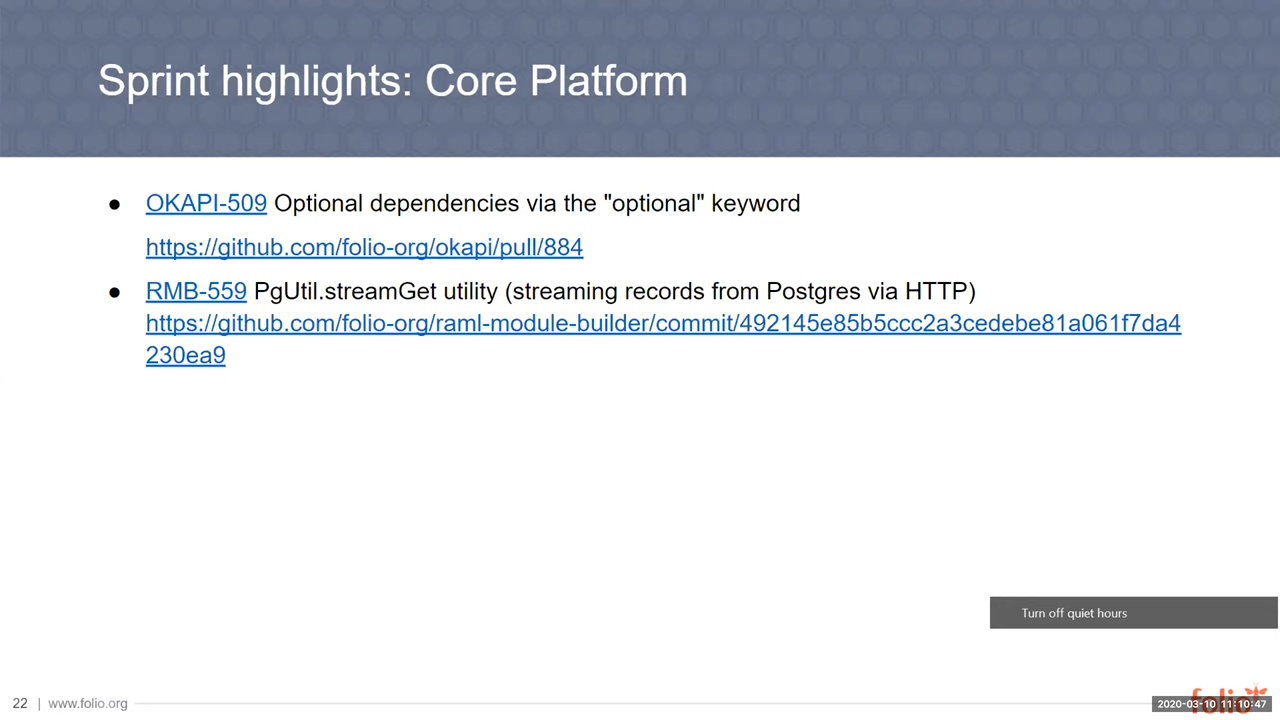 Sprint highlights: Core Platform
● OKAPI-509 Optional dependencies via the "optional" keyword
https://github.com/folio-org/okapi/pull/884
● RMB-559 PgUtil.streamGet utility (streaming records from Postgres via HTTP)
https://github.com/folio-org/raml-module-builder/commit/492145e85b5ccc2a3cedebe81a061f7da4
230ea9
Turn off quiet hours
22 | www.folio.org
folio
2020-03-10 11:10:47